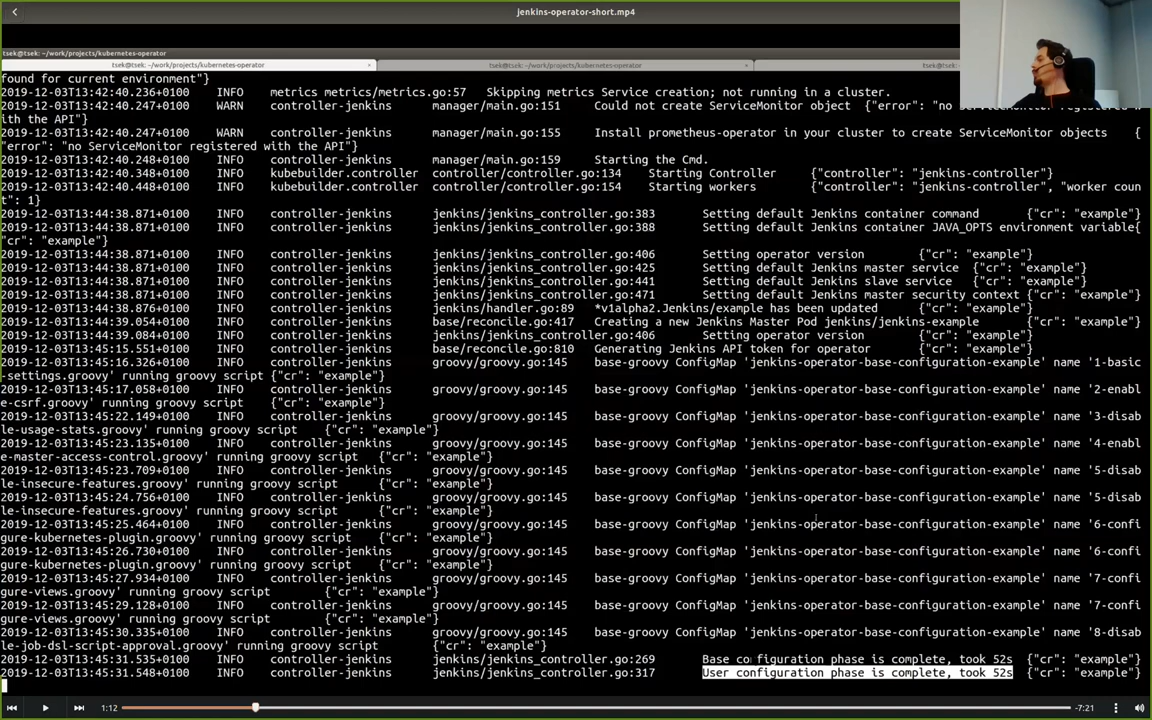 jenkins-operator-short.mp4
tsek@tsek: ~/work/projects/kubernetes-operator
tsek@tsek: ~/work/projects/kubernetes-operator × tsek@tsek: ~/work/projects/kubernetes-operator × tsek@
found for current environment"}
2019-12-03T13:42:40.236+0100 INFO metrics metrics/metrics.go:57 Skipping metrics Service creation; not running in a cluster.
2019-12-03T13:42:40.247+0100 WARN controller-jenkins manager/main.go:151 Could not create ServiceMonitor object {"error": "no ServiceMonitor registered w
ith the API"}
2019-12-03T13:42:40.247+0100 WARN controller-jenkins manager/main.go:155 Install prometheus-operator in your cluster to create ServiceMonitor objects {
"error": "no ServiceMonitor registered with the API"}
2019-12-03T13:42:40.248+0100 INFO controller-jenkins manager/main.go:159 Starting the Cmd.
2019-12-03T13:42:40.348+0100 INFO kubebuilder.controller controller/controller.go:134 Starting Controller {"controller": "jenkins-controller"}
2019-12-03T13:42:40.448+0100 INFO kubebuilder.controller controller/controller.go:154 Starting workers {"controller": "jenkins-controller", "worker coun
t": 1}
2019-12-03T13:44:38.871+0100 INFO controller-jenkins jenkins/jenkins_controller.go:383 Setting default Jenkins container command {"cr": "example"}
2019-12-03T13:44:38.871+0100 INFO controller-jenkins jenkins/jenkins_controller.go:388 Setting default Jenkins container JAVA_OPTS environment variable{
"cr": "example"}
2019-12-03T13:44:38.871+0100 INFO controller-jenkins jenkins/jenkins_controller.go:406 Setting operator version {"cr": "example"}
2019-12-03T13:44:38.871+0100 INFO controller-jenkins jenkins/jenkins_controller.go:425 Setting default Jenkins master service {"cr": "example"}
2019-12-03T13:44:38.871+0100 INFO controller-jenkins jenkins/jenkins_controller.go:441 Setting default Jenkins slave service {"cr": "example"}
2019-12-03T13:44:38.871+0100 INFO controller-jenkins jenkins/jenkins_controller.go:471 Setting default Jenkins master security context {"cr": "example"}
2019-12-03T13:44:38.876+0100 INFO controller-jenkins jenkins/handler.go:89 *v1alpha2.Jenkins/example has been updated {"cr": "example"}
2019-12-03T13:44:39.054+0100 INFO controller-jenkins base/reconcile.go:417 Creating a new Jenkins Master Pod jenkins/jenkins-example {"cr": "example"}
2019-12-03T13:44:39.084+0100 INFO controller-jenkins jenkins/jenkins_controller.go:406 Setting operator version {"cr": "example"}
2019-12-03T13:45:15.551+0100 INFO controller-jenkins base/reconcile.go:810 Generating Jenkins API token for operator {"cr": "example"}
2019-12-03T13:45:16.326+0100 INFO controller-jenkins groovy/groovy.go:145 base-groovy ConfigMap 'jenkins-operator-base-configuration-example' name '1-basic
-settings.groovy' running groovy script {"cr": "example"}
2019-12-03T13:45:17.058+0100 INFO controller-jenkins groovy/groovy.go:145 base-groovy ConfigMap 'jenkins-operator-base-configuration-example' name '2-enabl
e-csrf.groovy' running groovy script {"cr": "example"}
2019-12-03T13:45:22.149+0100 INFO controller-jenkins groovy/groovy.go:145 base-groovy ConfigMap 'jenkins-operator-base-configuration-example' name '3-disab
le-usage-stats.groovy' running groovy script {"cr": "example"}
2019-12-03T13:45:23.135+0100 INFO controller-jenkins groovy/groovy.go:145 base-groovy ConfigMap 'jenkins-operator-base-configuration-example' name '4-enabl
e-master-access-control.groovy' running groovy script {"cr": "example"}
2019-12-03T13:45:23.709+0100 INFO controller-jenkins groovy/groovy.go:145 base-groovy ConfigMap 'jenkins-operator-base-configuration-example' name '5-disab
le-insecure-features.groovy' running groovy script {"cr": "example"}
2019-12-03T13:45:24.756+0100 INFO controller-jenkins groovy/groovy.go:145 base-groovy ConfigMap 'jenkins-operator-base-configuration-example' name '5-disab
le-insecure-features.groovy' running groovy script {"cr": "example"}
2019-12-03T13:45:25.464+0100 INFO controller-jenkins groovy/groovy.go:145 base-groovy ConfigMap 'jenkins-operator-base-configuration-example' name '6-confi
gure-kubernetes-plugin.groovy' running groovy script {"cr": "example"}
2019-12-03T13:45:26.730+0100 INFO controller-jenkins groovy/groovy.go:145 base-groovy ConfigMap 'jenkins-operator-base-configuration-example' name '6-confi
gure-kubernetes-plugin.groovy' running groovy script {"cr": "example"}
2019-12-03T13:45:27.934+0100 INFO controller-jenkins groovy/groovy.go:145 base-groovy ConfigMap 'jenkins-operator-base-configuration-example' name '7-confi
gure-views.groovy' running groovy script {"cr": "example"}
2019-12-03T13:45:29.128+0100 INFO controller-jenkins groovy/groovy.go:145 base-groovy ConfigMap 'jenkins-operator-base-configuration-example' name '7-confi
gure-views.groovy' running groovy script {"cr": "example"}
2019-12-03T13:45:30.335+0100 INFO controller-jenkins groovy/groovy.go:145 base-groovy ConfigMap 'jenkins-operator-base-configuration-example' name '8-disab
le-job-dsl-script-approval.groovy' running groovy script {"cr": "example"}
2019-12-03T13:45:31.535+0100 INFO controller-jenkins jenkins/jenkins_controller.go:269 Base configuration phase is complete, took 52s {"cr": "example"}
2019-12-03T13:45:31.548+0100 INFO controller-jenkins jenkins/jenkins_controller.go:317 User configuration phase is complete, took 52s {"cr": "example"}
1:12 -7:21